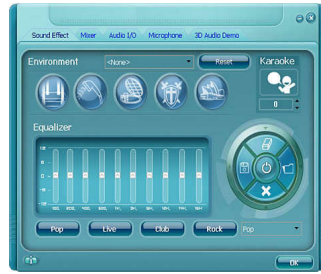 Sound Effect Mixer Audio I/O Microphone 3D Audio Demo
Environment <None> Reset Karaoke
0
Equalizer
Pop Live Club Rock Pop
OK